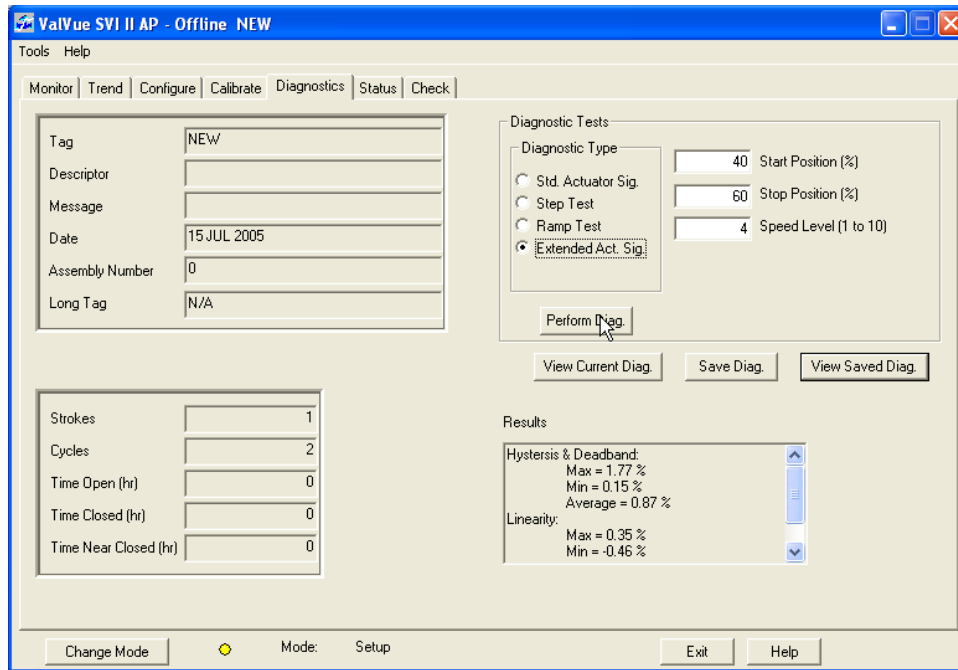 ValVue SVI II AP - Offline NEW
Tools Help
Monitor Trend Configure Calibrate Diagnostics Status Check
Tag NEW
Descriptor
Message
Date 15 JUL 2005
Assembly Number 0
Long Tag N/A
Diagnostic Tests
Diagnostic Type
Std. Actuator Sig.
Step Test
Ramp Test
Extended Act. Sig.
40 Start Position (%)
60 Stop Position (%)
4 Speed Level (1 to 10)
Perform Diag.
View Current Diag. Save Diag. View Saved Diag.
Strokes 1
Cycles 2
Time Open (hr) 0
Time Closed (hr) 0
Time Near Closed (hr) 0
Results
Hystersis & Deadband:
Max = 1.77 %
Min = 0.15 %
Average = 0.87 %
Linearity:
Max = 0.35 %
Min = -0.46 %
Change Mode Mode: Setup Exit Help